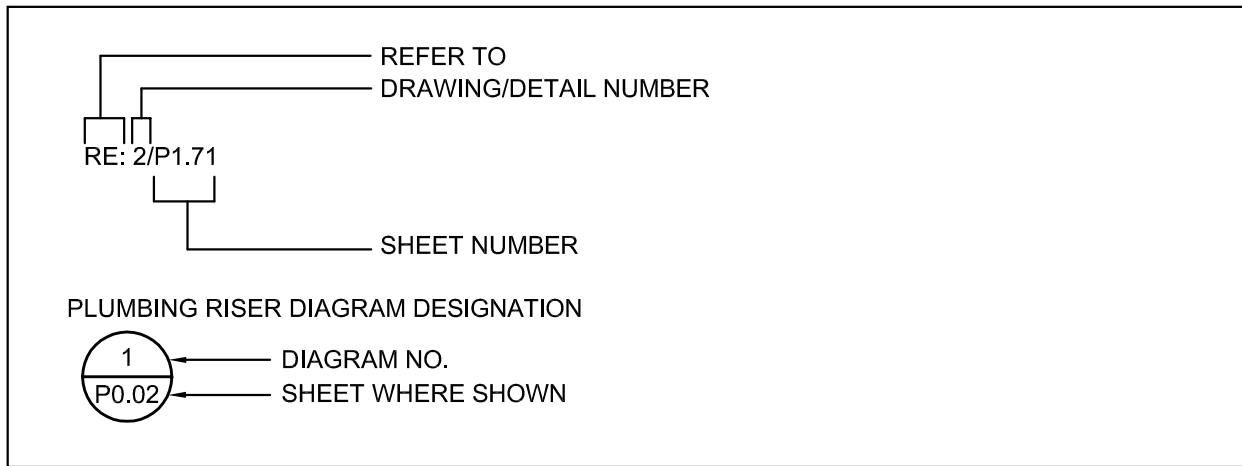 REFER TO
DRAWING/DETAIL NUMBER
RE: 2/P1.71
SHEET NUMBER
PLUMBING RISER DIAGRAM DESIGNATION
1
DIAGRAM NO.
P0.02
SHEET WHERE SHOWN